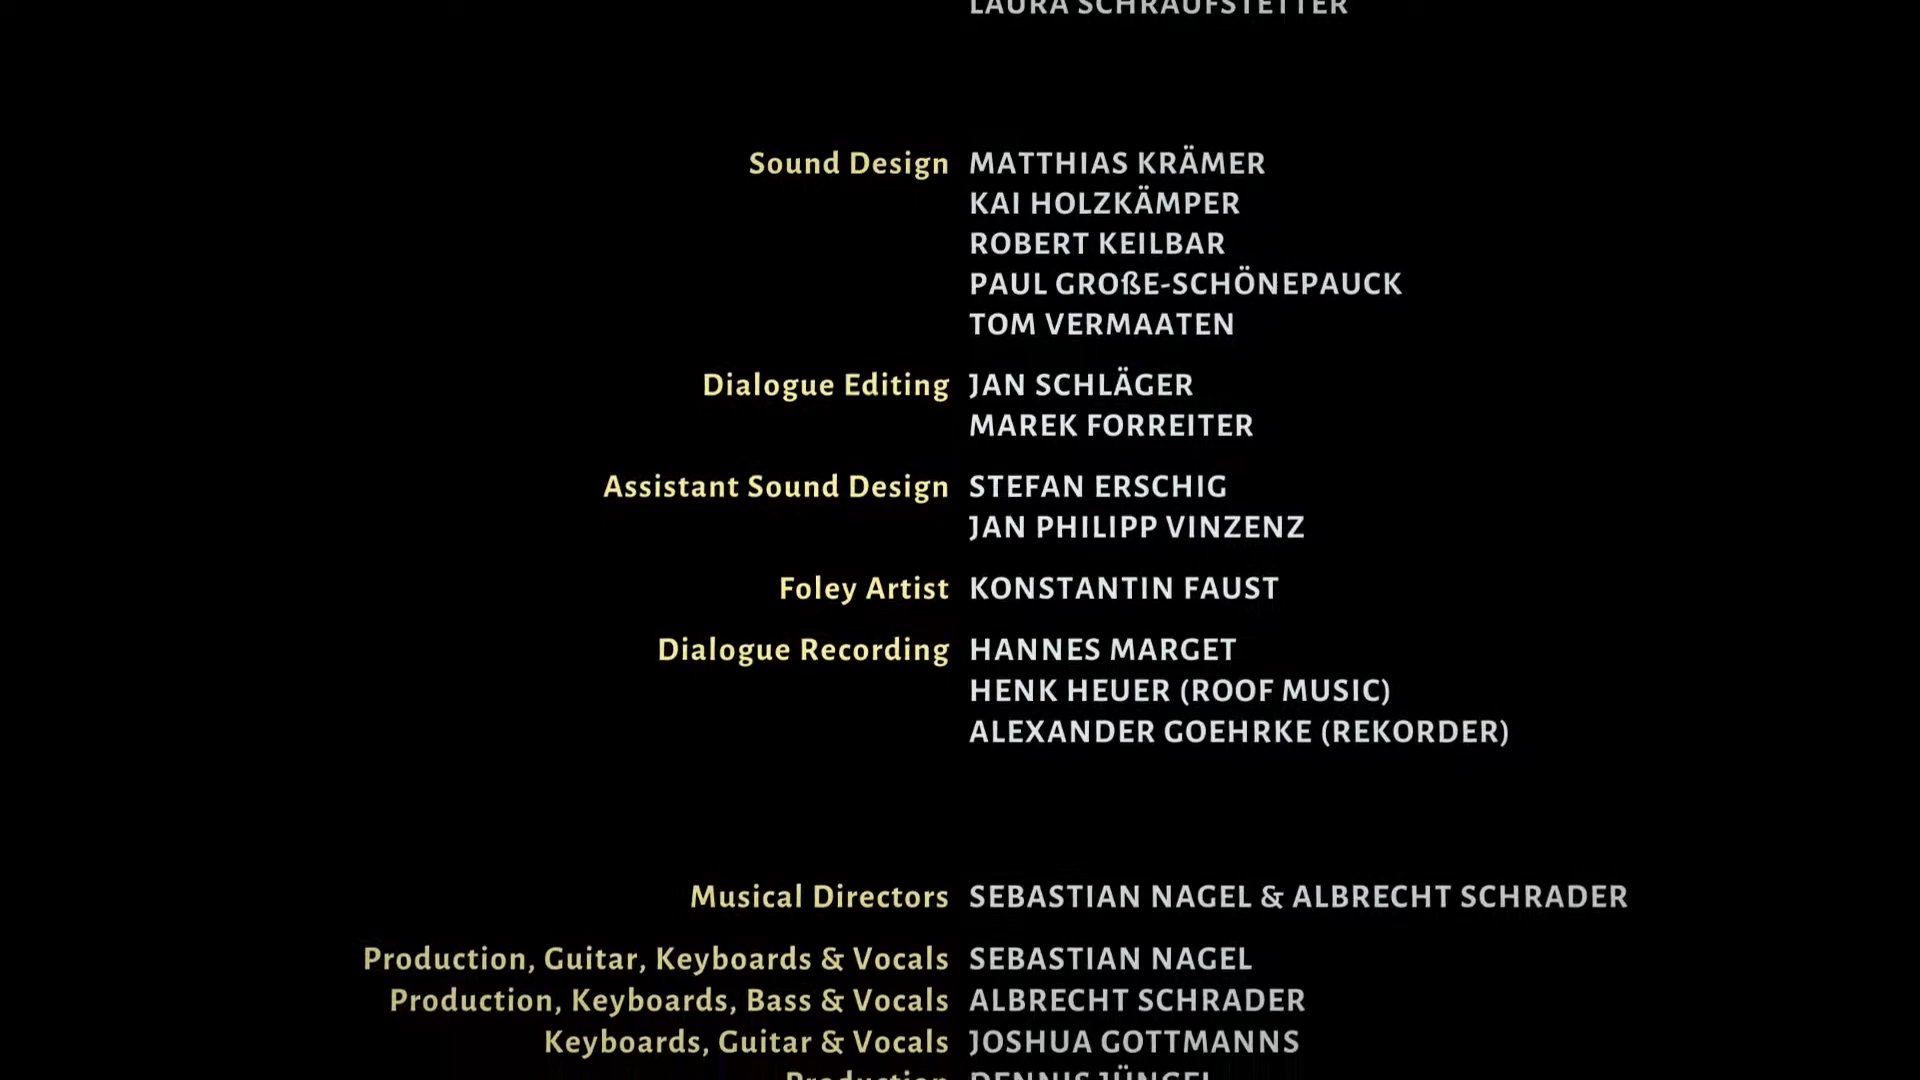 LAURA SCHRAUFSTETTER
Sound Design MATTHIAS KRÄMER
KAI HOLZKÄMPER
ROBERT KEILBAR
PAUL GROßE-SCHÖNEPAUCK
TOM VERMAATEN
Dialogue Editing JAN SCHLÄGER
MAREK FORREITER
Assistant Sound Design STEFAN ERSCHIG
JAN PHILIPP VINZENZ
Foley Artist KONSTANTIN FAUST
Dialogue Recording HANNES MARGET
HENK HEUER (ROOF MUSIC)
ALEXANDER GOEHRKE (REKORDER)
Musical Directors SEBASTIAN NAGEL & ALBRECHT SCHRADER
Production, Guitar, Keyboards & Vocals SEBASTIAN NAGEL
Production, Keyboards, Bass & Vocals ALBRECHT SCHRADER
Keyboards, Guitar & Vocals JOSHUA GOTTMANNS
Production DENNIS JÜNGEL